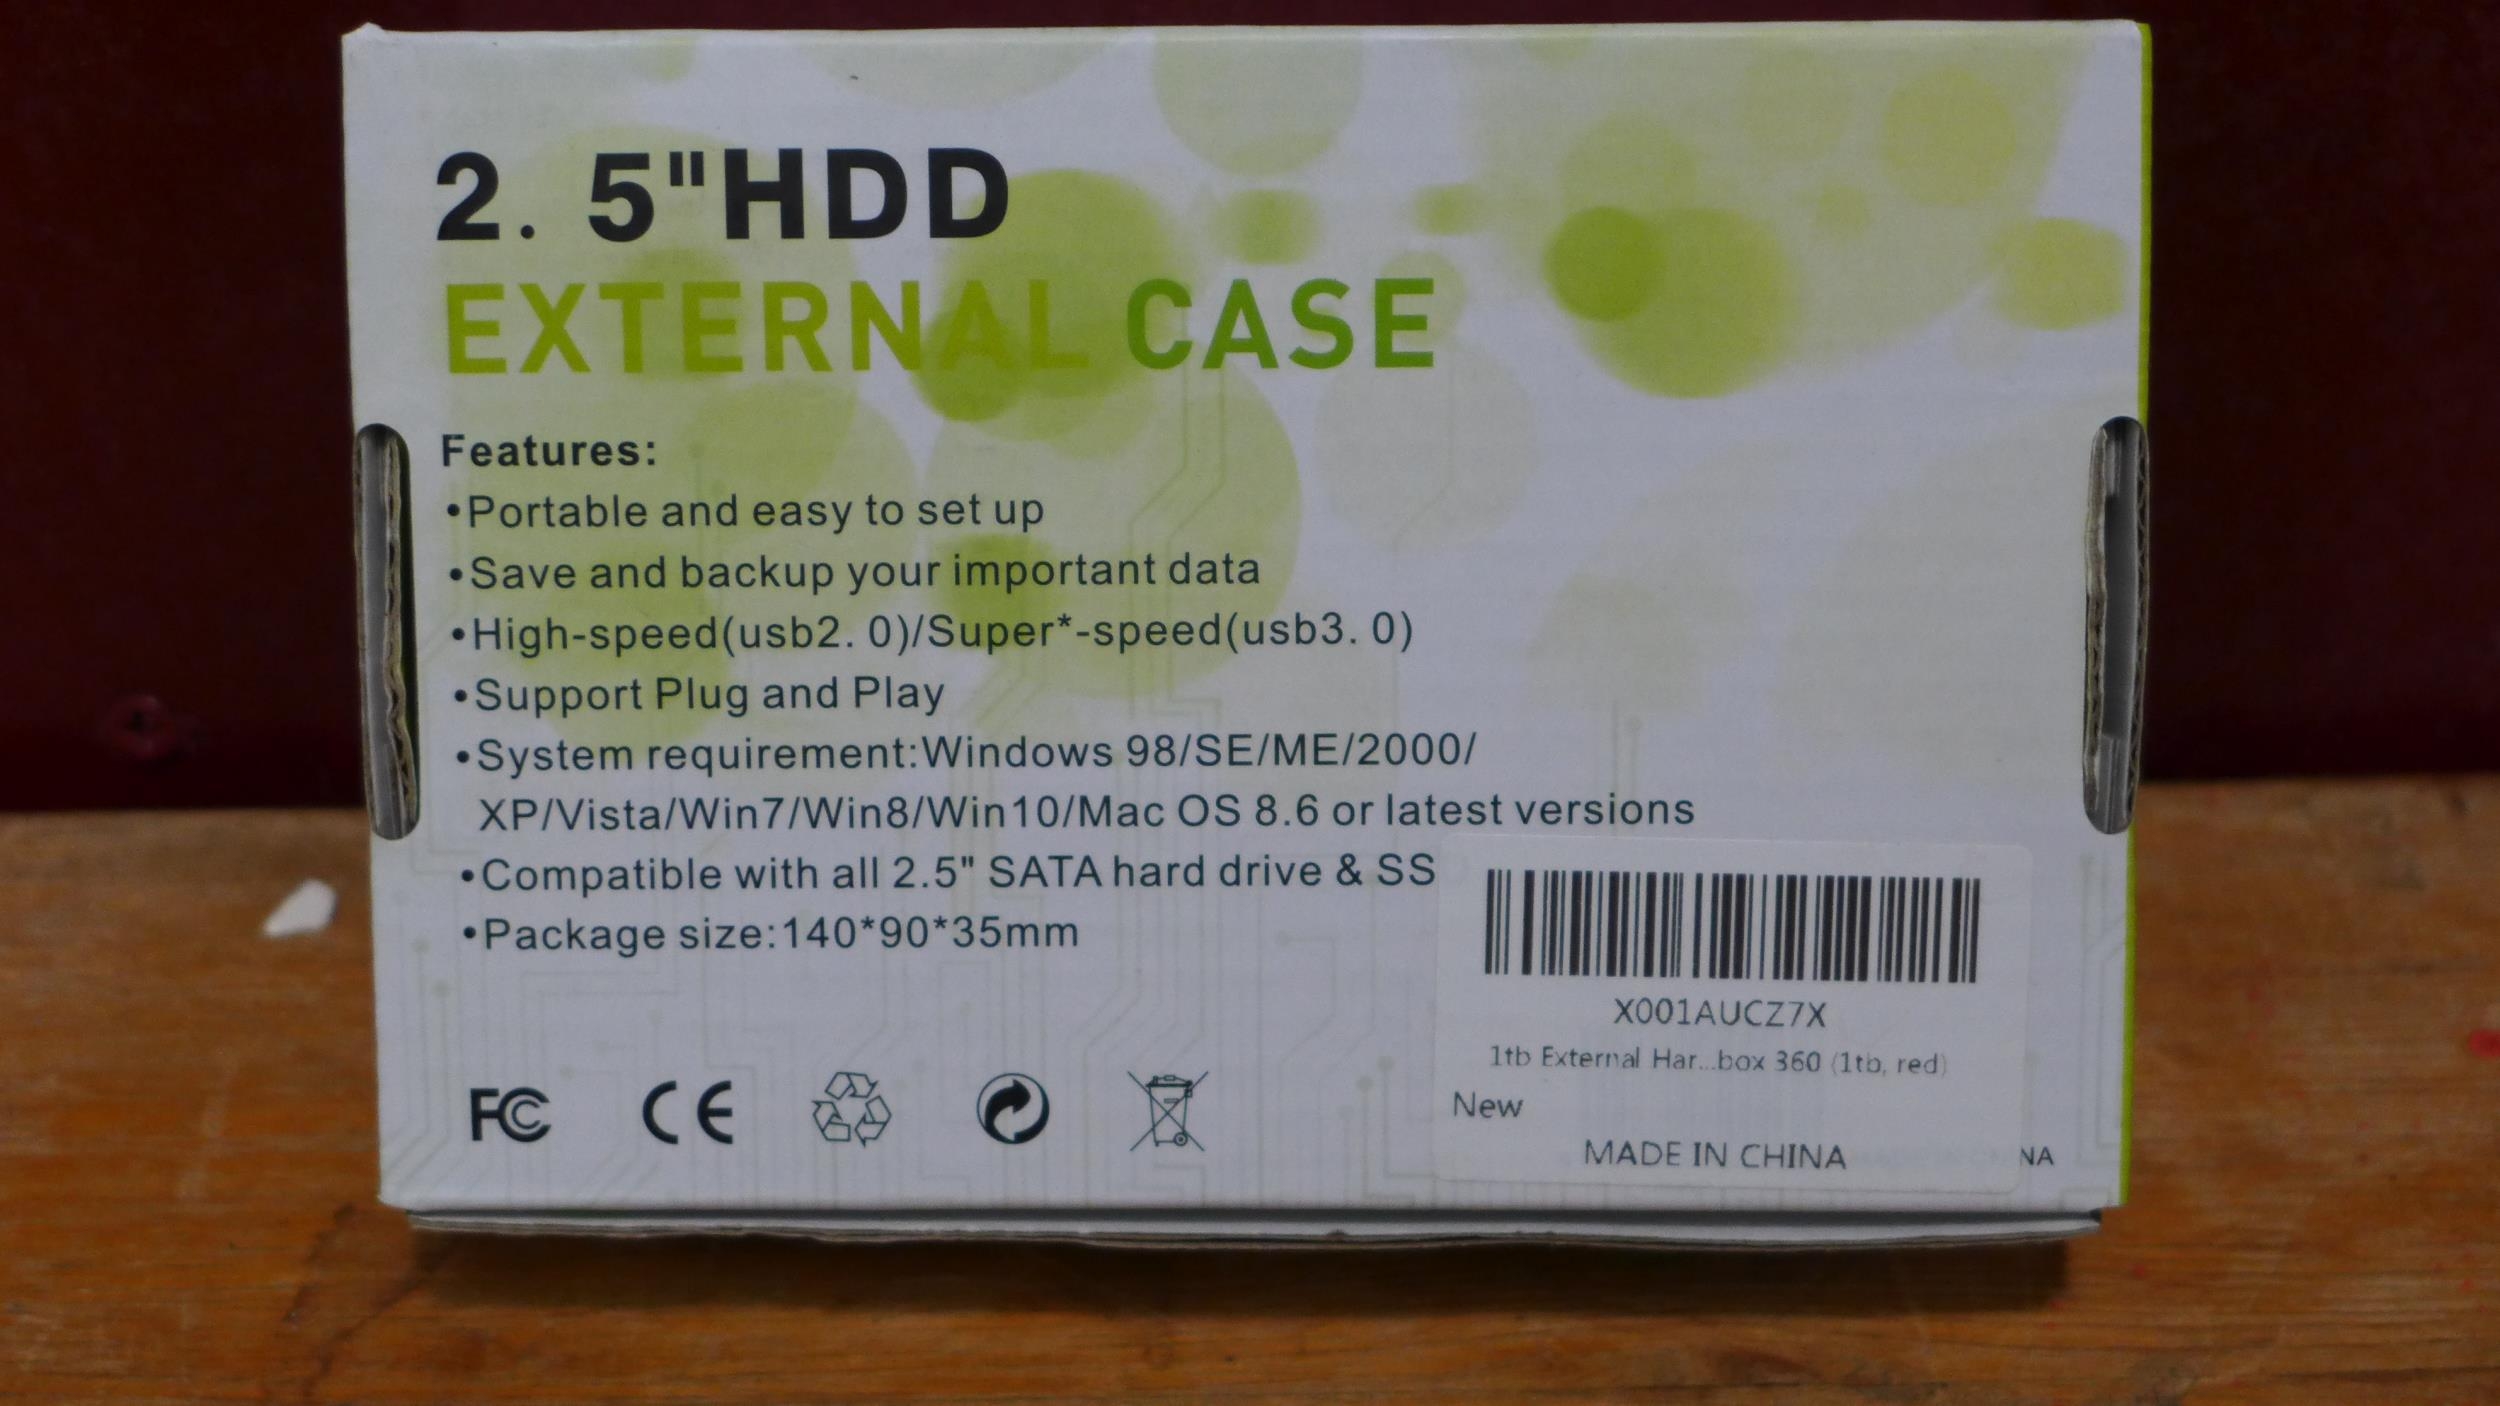 2. 5"HDD
EXTERNAL CASE
Features:
•Portable and easy to set up
•Save and backup your important data
•High-speed(usb2. 0)/Super*-speed(usb3. 0)
•Support Plug and Play
•System requirement:Windows 98/SE/ME/2000/
XP/Vista/Win7/Win8/Win10/Mac OS 8.6 or latest versions
•Compatible with all 2.5" SATA hard drive & SS
•Package size:140*90*35mm
X001AUCZ7X
1tb External Har...box 360 (1tb, red)
New
MADE IN CHINA
NA
FC CE